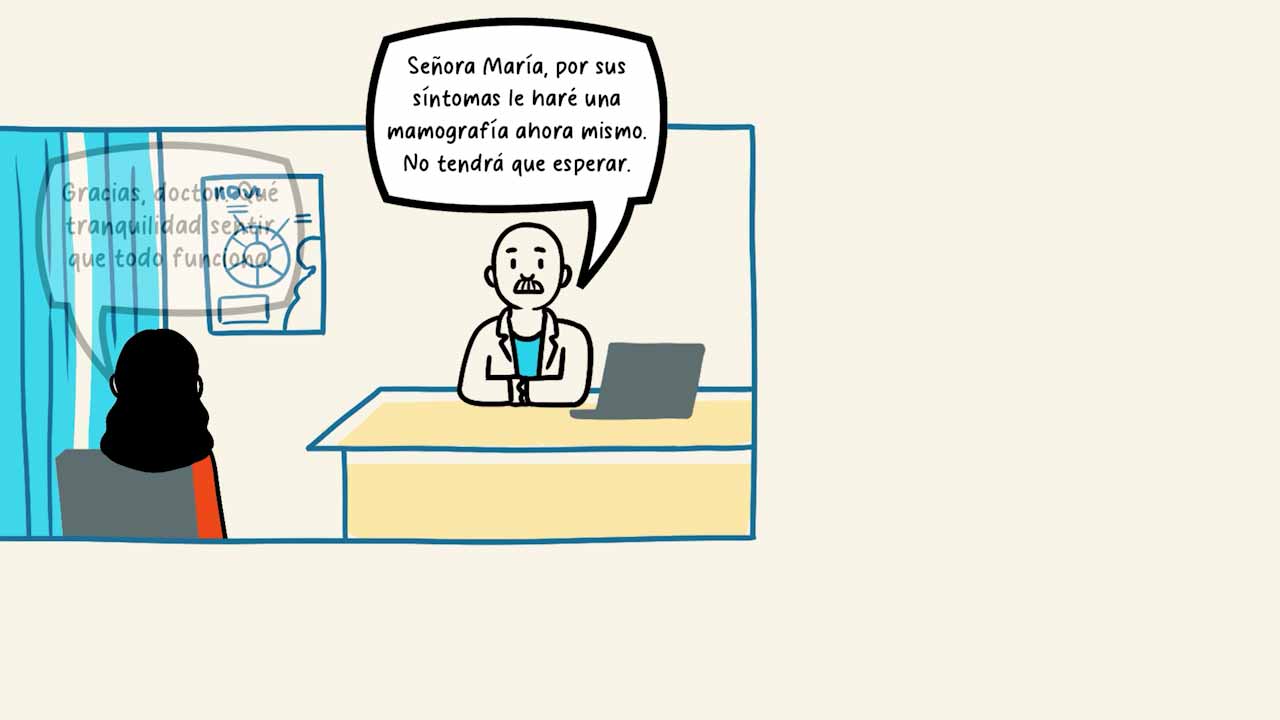 Señora María, por sus
síntomas le haré una
mamografía ahora mismo.
No tendrá que esperar.
Gracias, doctor. Qué
tranquilidad sentir
que todo funciona.